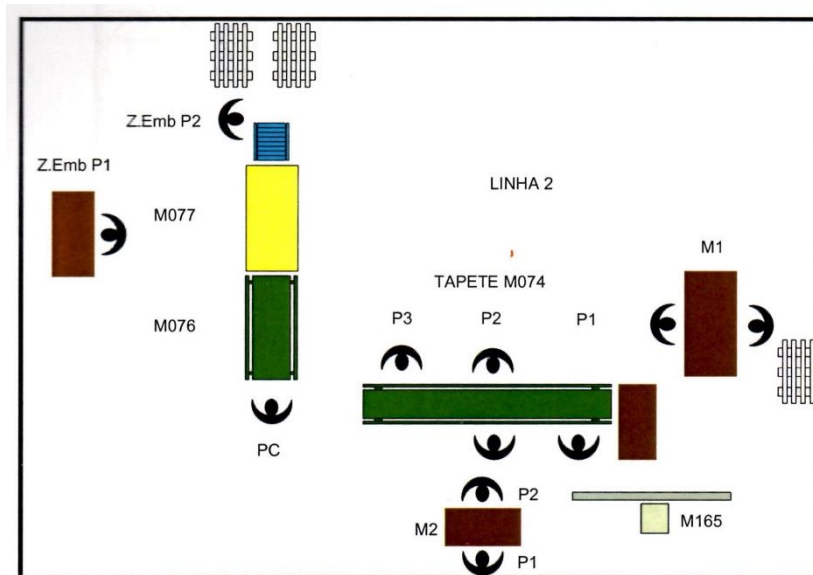 Z.Emb P2
Z.Emb P1
LINHA 2
M077
M1
TAPETE M074
M076
P3
P2
P1
PC
P2
M2
M165
P1